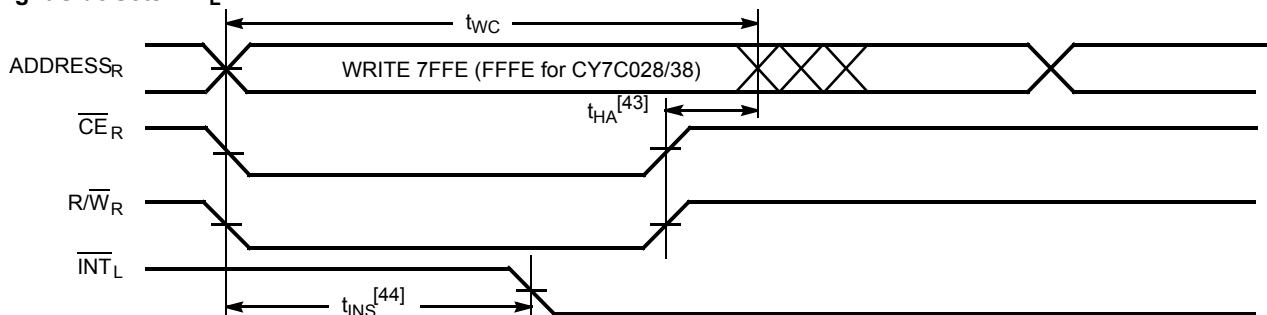 t_WC
ADDRESS_R
WRITE 7FFE (FFFE for CY7C028/38)
t_HA[43]
CE_R
R/W_R
INT_L
t_INS[44]